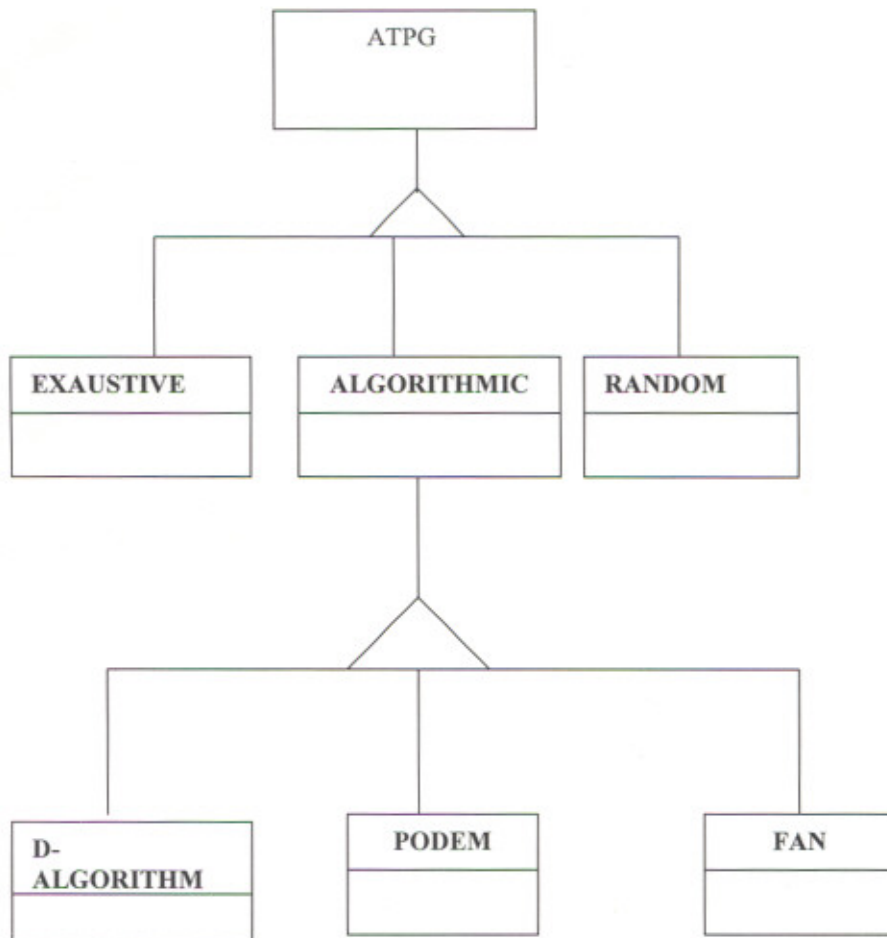 ATPG
EXAUSTIVE
ALGORITHMIC
RANDOM
D-
ALGORITHM
PODEM
FAN